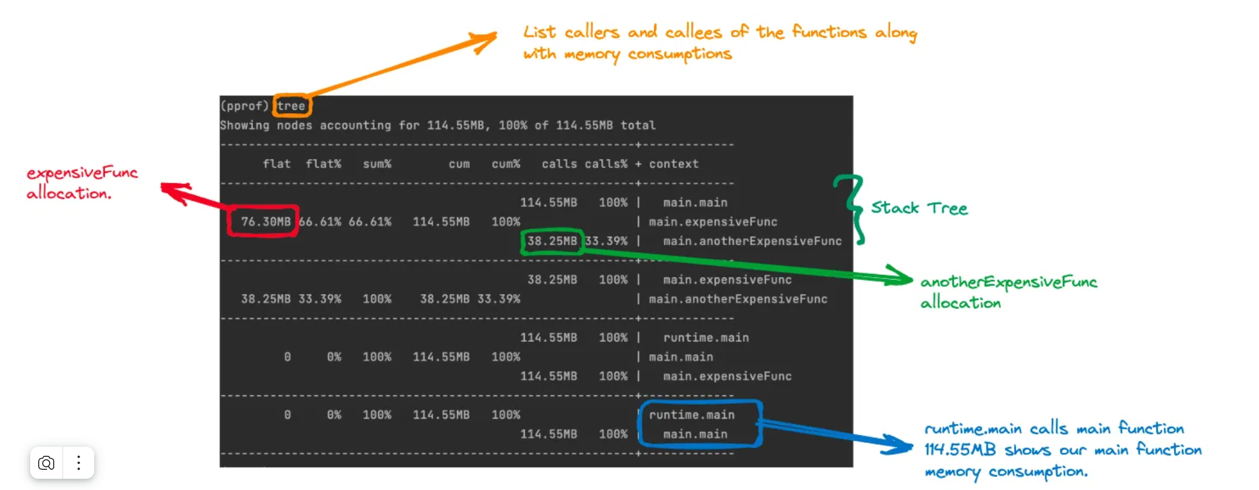 List callers and callees of the functions along
with memory consumptions
(pprof) tree
Showing nodes accounting for 114.55MB, 100% of 114.55MB total
----------------------------------------------------------+-------------
flat flat% sum% cum cum% calls calls% + context
----------------------------------------------------------+-------------
114.55MB 100% | main.main
76.30MB 66.61% 66.61% 114.55MB 100% | main.expensiveFunc
38.25MB 33.39% | main.anotherExpensiveFunc
----------------------------------------------------------+-------------
38.25MB 100% | main.expensiveFunc
38.25MB 33.39% 100% 38.25MB 33.39% | main.anotherExpensiveFunc
----------------------------------------------------------+-------------
114.55MB 100% | runtime.main
0 0% 100% 114.55MB 100% | main.main
114.55MB 100% | main.expensiveFunc
----------------------------------------------------------+-------------
0 0% 100% 114.55MB 100% | runtime.main
114.55MB 100% | main.main
----------------------------------------------------------+-------------
expensiveFunc
allocation.
Stack Tree
anotherExpensiveFunc
allocation
runtime.main calls main function
114.55MB shows our main function
memory consumption.